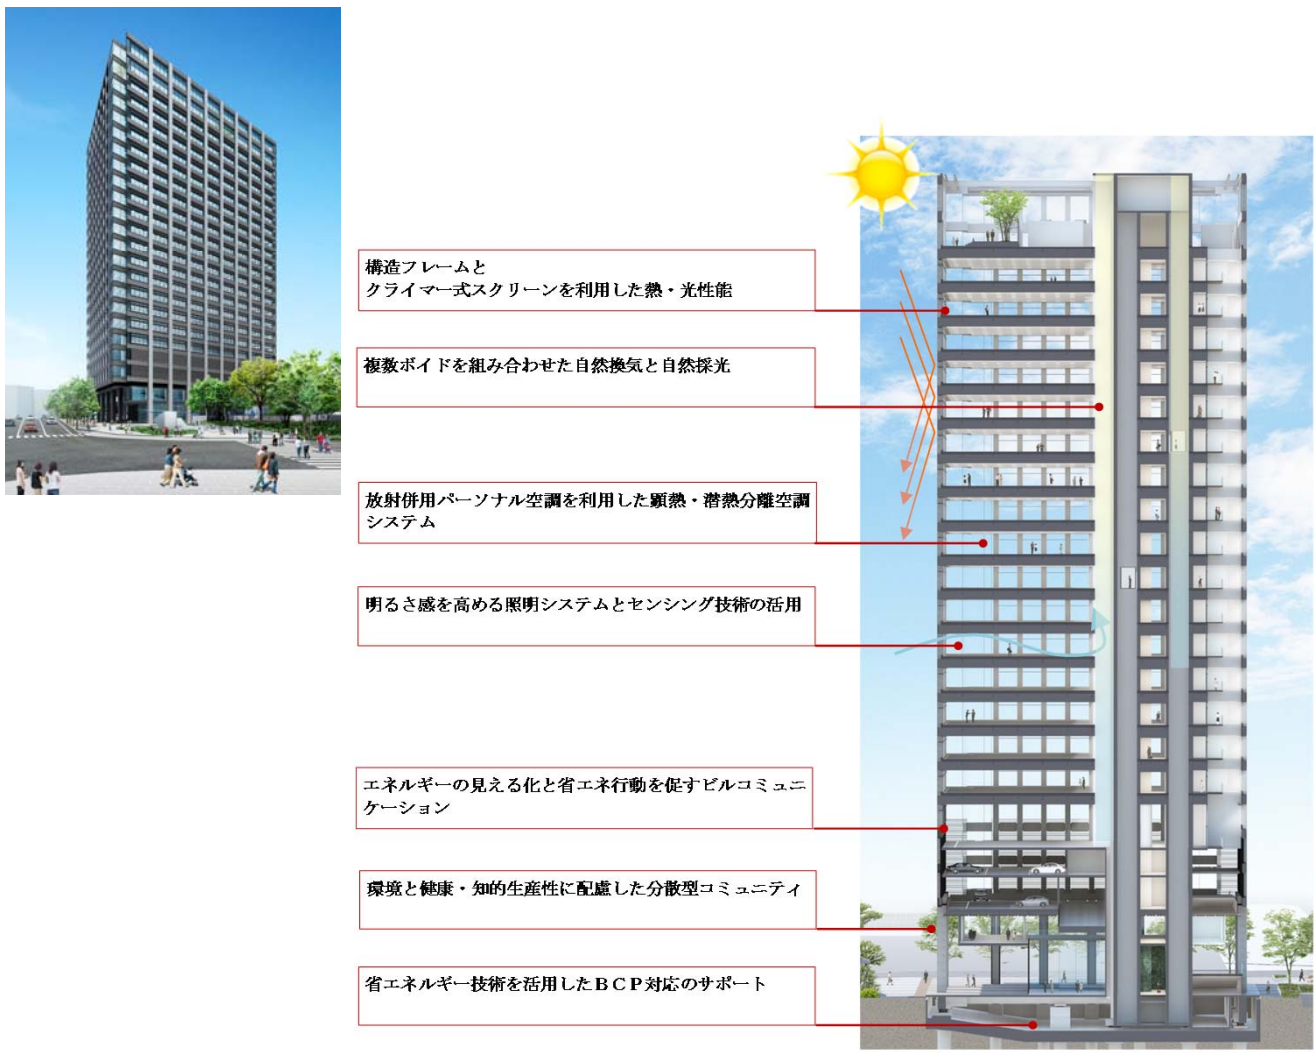 構造フレームと
クライマー式スクリーンを利用した熱・光性能
複数ボイドを組み合わせた自然換気と自然採光
放射併用パーソナル空調を利用した顕熱・潜熱分離空調
システム
明るさ感を高める照明システムとセンシング技術の活用
エネルギーの見える化と省エネ行動を促すビルコミュニ
ケーション
環境と健康・知的生産性に配慮した分散型コミュニティ
省エネルギー技術を活用したＢＣＰ対応のサポート